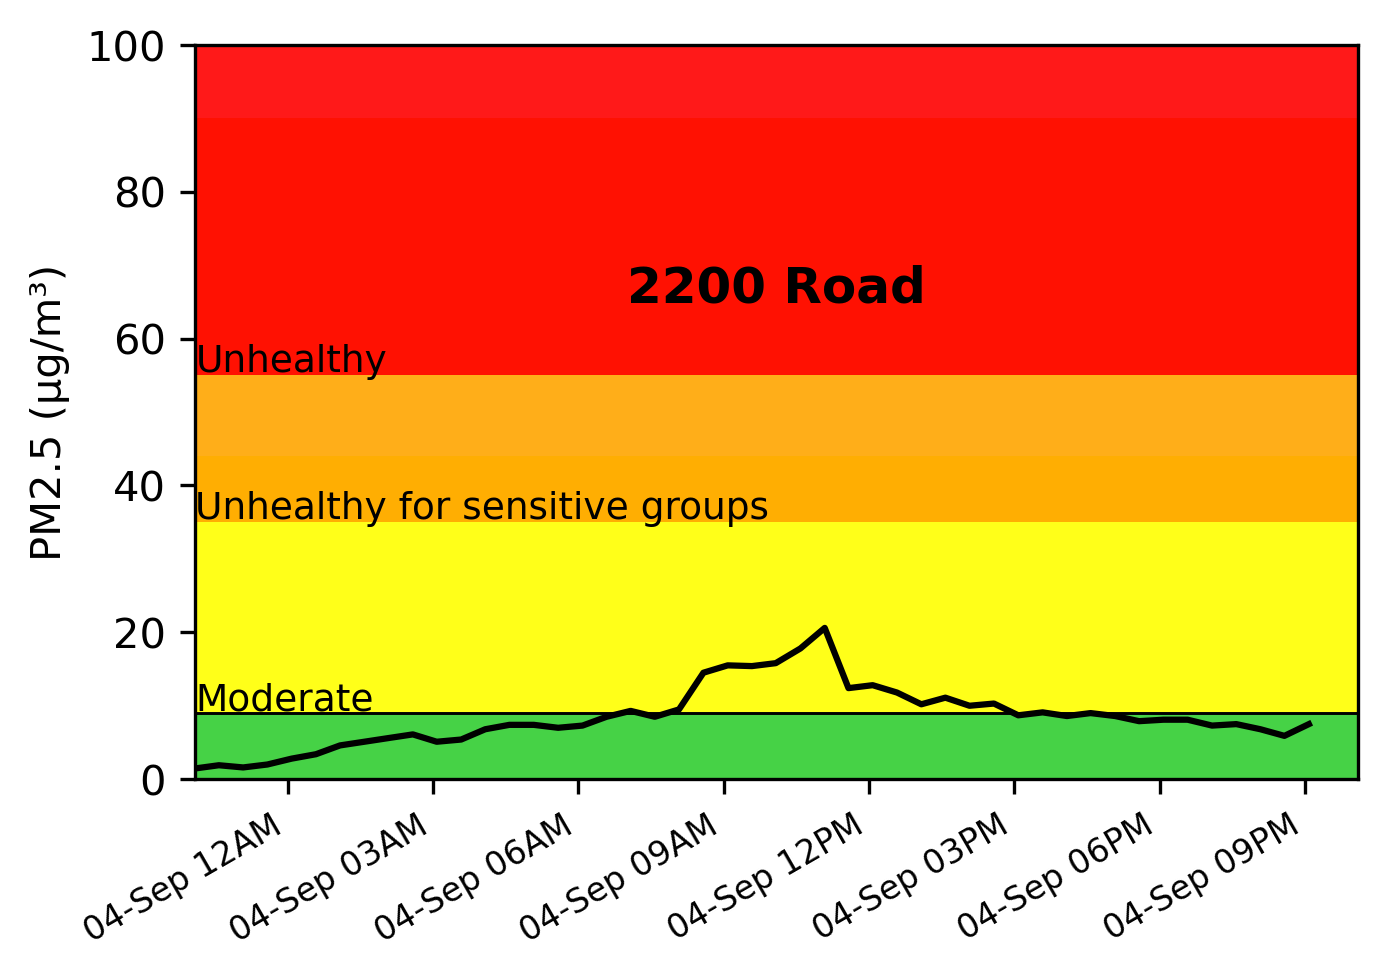 100
80
60
40
20
0
PM2.5 (µg/m³)
2200 Road
Unhealthy
Unhealthy for sensitive groups
Moderate
04-Sep 12AM
04-Sep 03AM
04-Sep 06AM
04-Sep 09AM
04-Sep 12PM
04-Sep 03PM
04-Sep 06PM
04-Sep 09PM